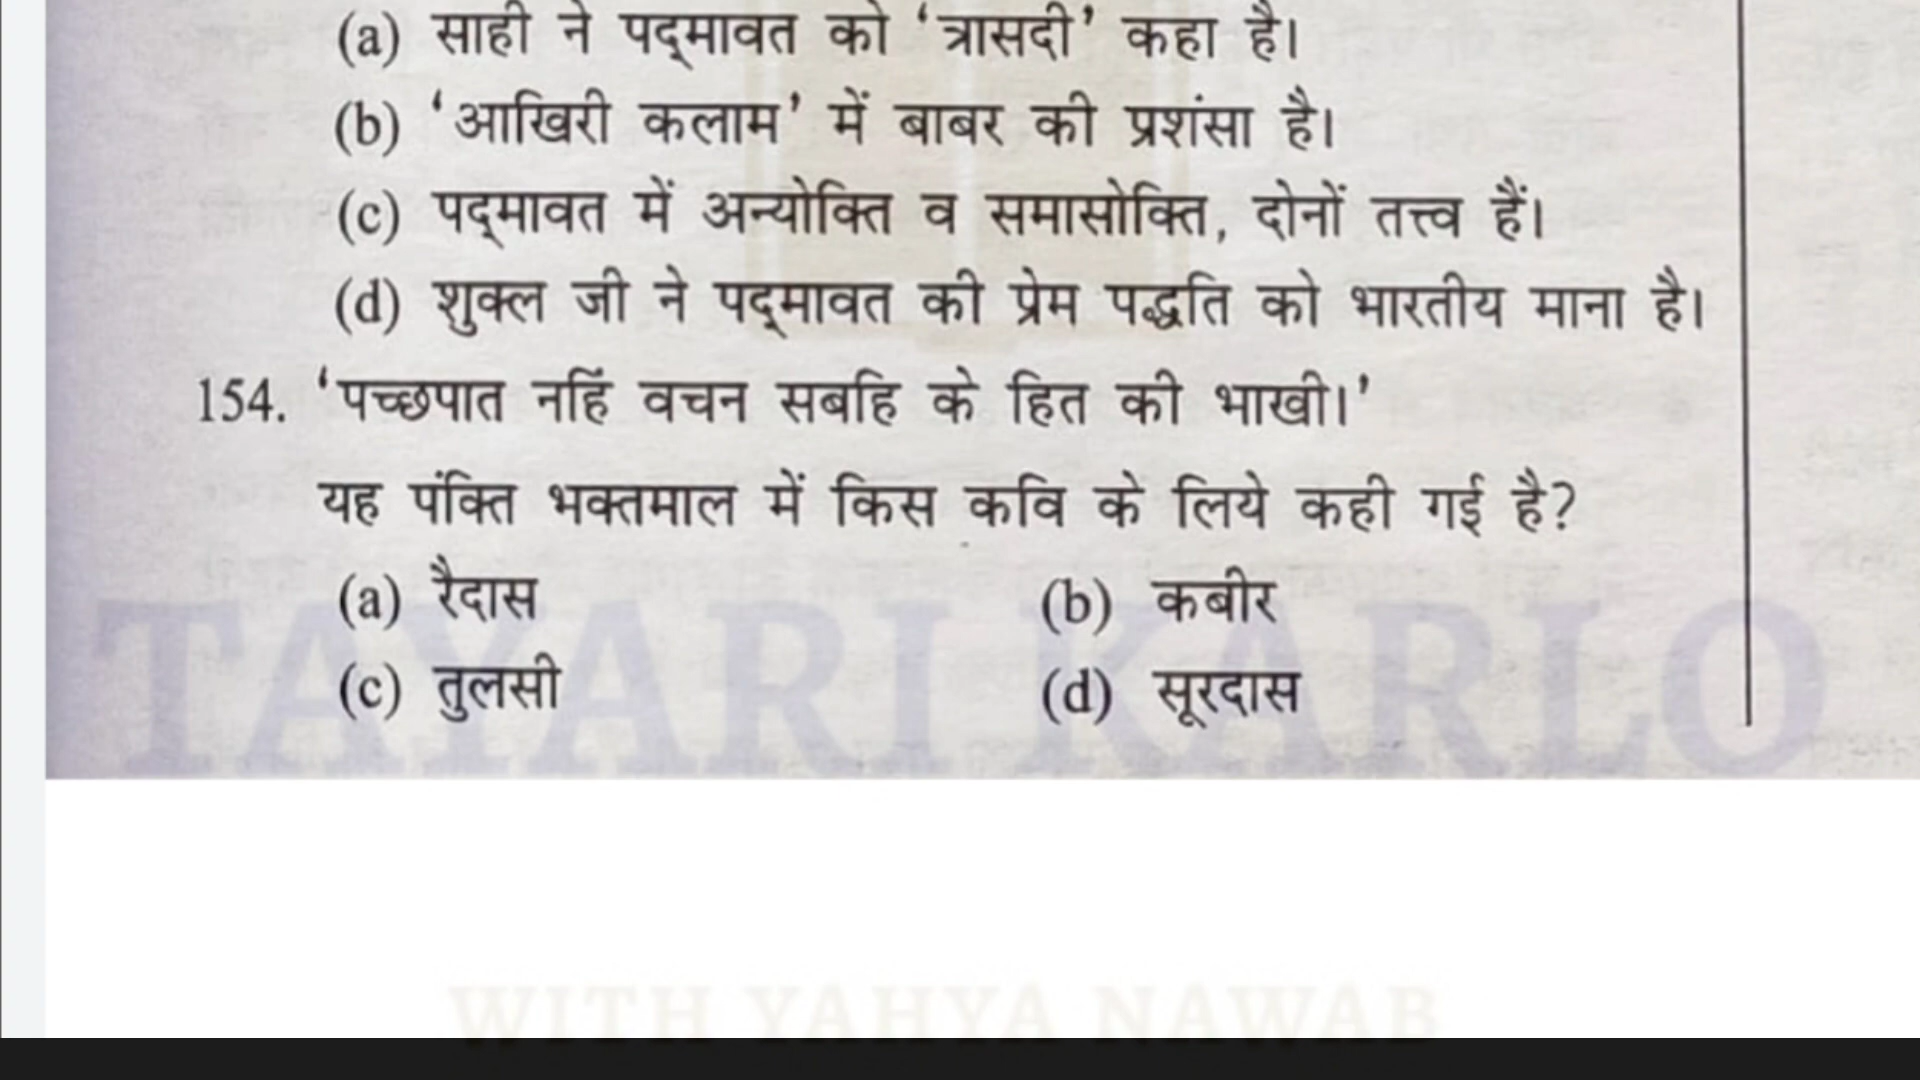 (a) साही ने पद्मावत को ‘त्रासदी’ कहा है।
(b) ‘आखिरी कलाम’ में बाबर की प्रशंसा है।
(c) पद्मावत में अन्योक्ति व समासोक्ति, दोनों तत्त्व हैं।
(d) शुक्ल जी ने पद्मावत की प्रेम पद्धति को भारतीय माना है।
154. ‘पच्छपात नहिं वचन सबहि के हित की भाखी।’
यह पंक्ति भक्तमाल में किस कवि के लिये कही गई है?
(a) रैदास (b) कबीर
(c) तुलसी (d) सूरदास
TAYARI KARLO
WITH YAHYA NAWAB